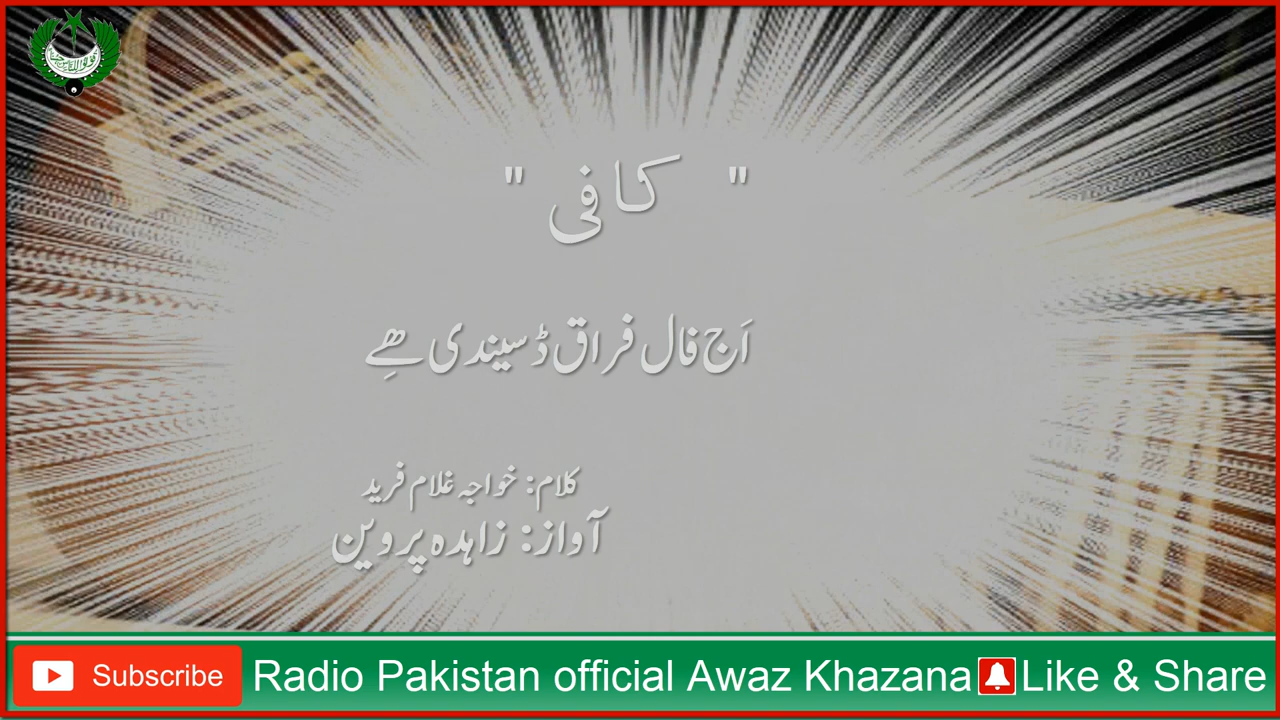 " کافی "
اَج فال فراق ڈسیندی ھِے
کلام: خواجہ غلام فرید
آواز: زاہدہ پروین
Subscribe Radio Pakistan official Awaz Khazana Like & Share